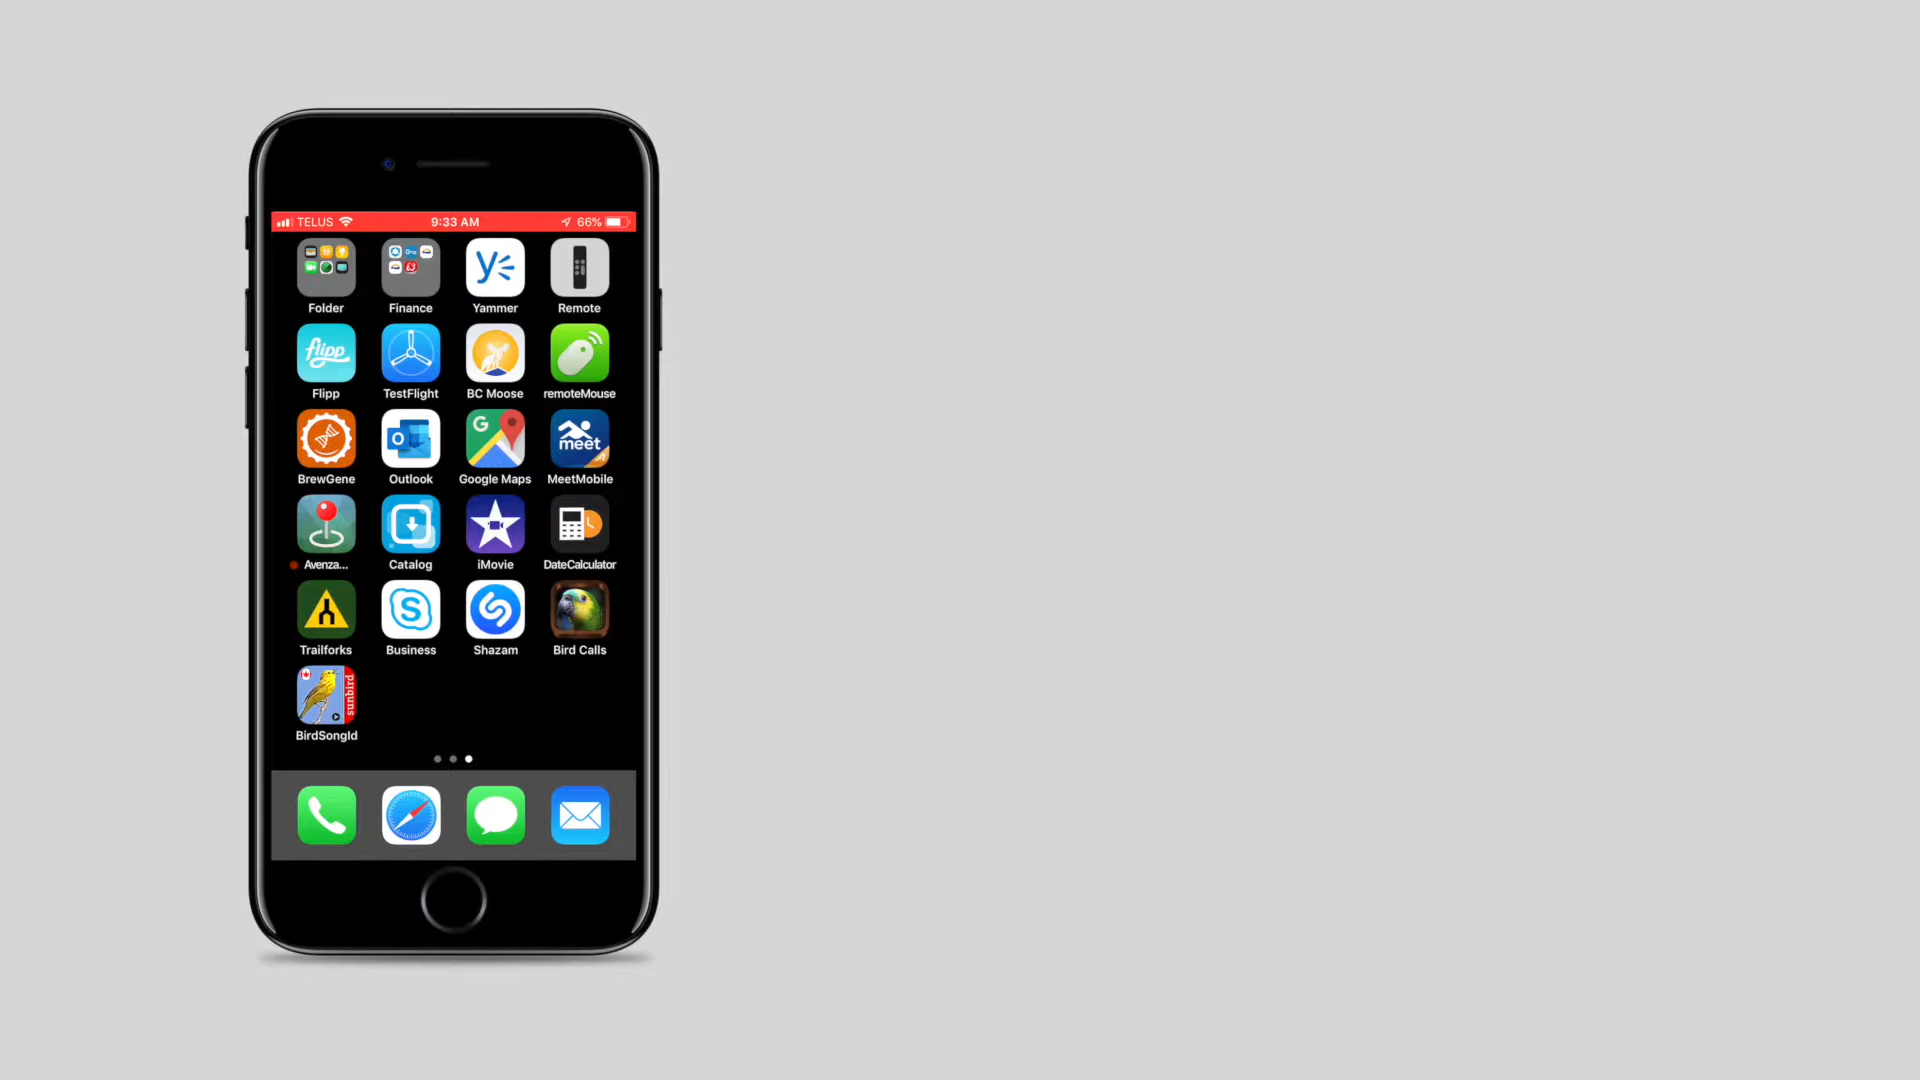 TELUS 9:33 AM 66%
Folder Finance Yammer Remote
flipp
Flipp TestFlight BC Moose remoteMouse
O G meet
BrewGene Outlook Google Maps MeetMobile
Avenza... Catalog iMovie DateCalculator
S
Trailforks Business Shazam Bird Calls
sunbird
BirdSongId